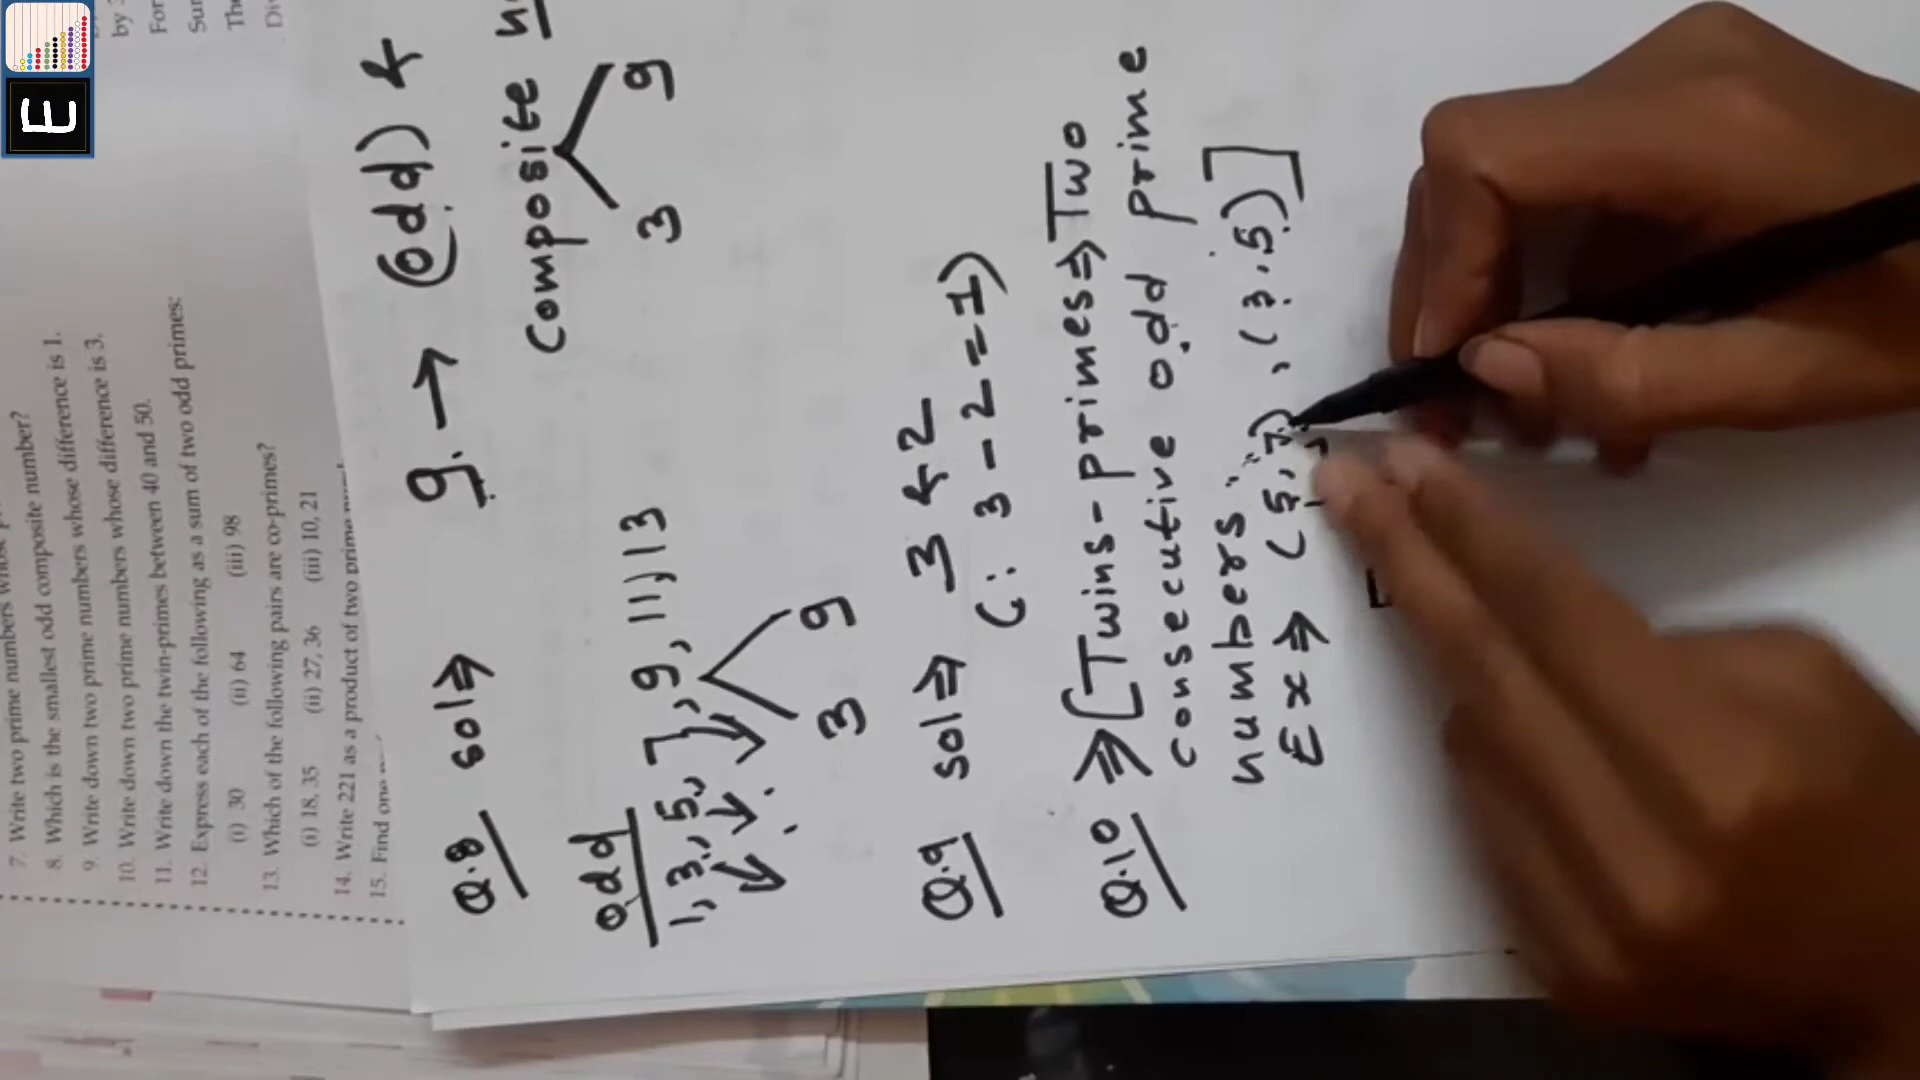 7. Write two prime numbers whose
8. Which is the smallest odd composite number?
9. Write down two prime numbers whose difference is 1.
10. Write down two prime numbers whose difference is 3.
11. Write down the twin-primes between 40 and 50.
12. Express each of the following as a sum of two odd primes:
(i) 30 (ii) 64 (iii) 98
13. Which of the following pairs are co-primes?
(i) 18, 35 (ii) 27, 36 (iii) 10, 21
14. Write 221 as a product of two prime
15. Find one
by
For
E
Q.8 sol⇒ 9. → (odd) &
composite
3 9
odd
1, 3, 5, 7, 9, 11, 13
3 9
Q.9 sol⇒ 3 & 2
(∵ 3 - 2 = 1)
Q.10 ⇒ [Twins-primes⇒ Two
consecutive odd prime
numbers
Ex ⇒ (5,7), (3,5)]